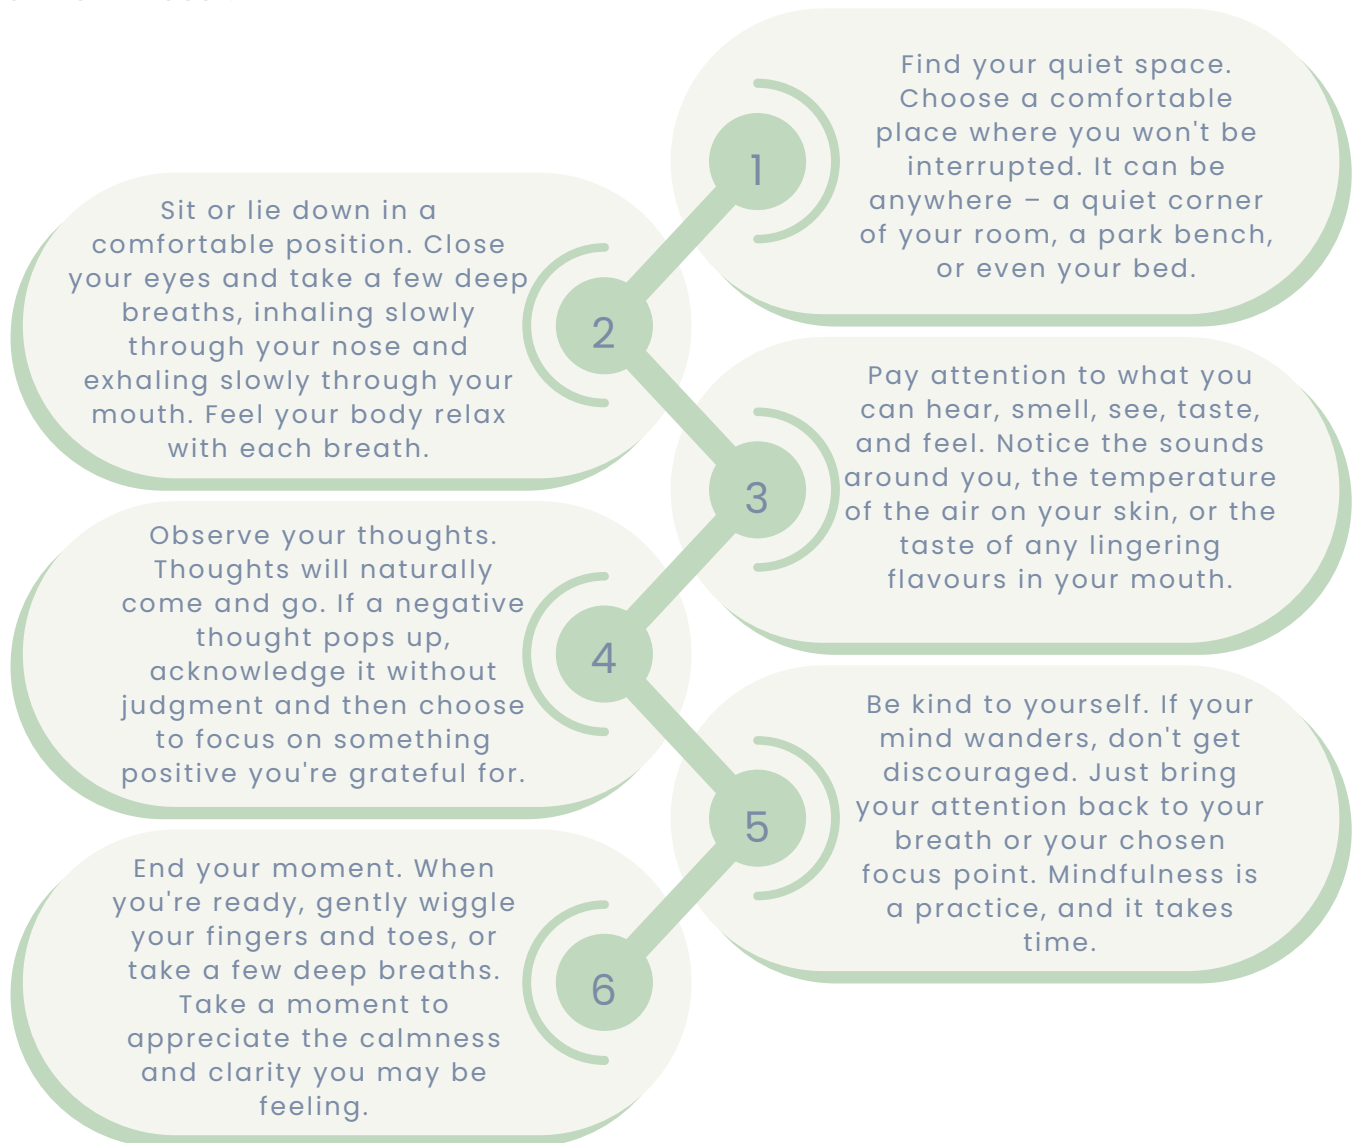 1
Find your quiet space.
Choose a comfortable
place where you won't be
interrupted. It can be
anywhere – a quiet corner
of your room, a park bench,
or even your bed.
2
Sit or lie down in a
comfortable position. Close
your eyes and take a few deep
breaths, inhaling slowly
through your nose and
exhaling slowly through your
mouth. Feel your body relax
with each breath.
3
Pay attention to what you
can hear, smell, see, taste,
and feel. Notice the sounds
around you, the temperature
of the air on your skin, or the
taste of any lingering
flavours in your mouth.
4
Observe your thoughts.
Thoughts will naturally
come and go. If a negative
thought pops up,
acknowledge it without
judgment and then choose
to focus on something
positive you're grateful for.
5
Be kind to yourself. If your
mind wanders, don't get
discouraged. Just bring
your attention back to your
breath or your chosen
focus point. Mindfulness is
a practice, and it takes
time.
6
End your moment. When
you're ready, gently wiggle
your fingers and toes, or
take a few deep breaths.
Take a moment to
appreciate the calmness
and clarity you may be
feeling.